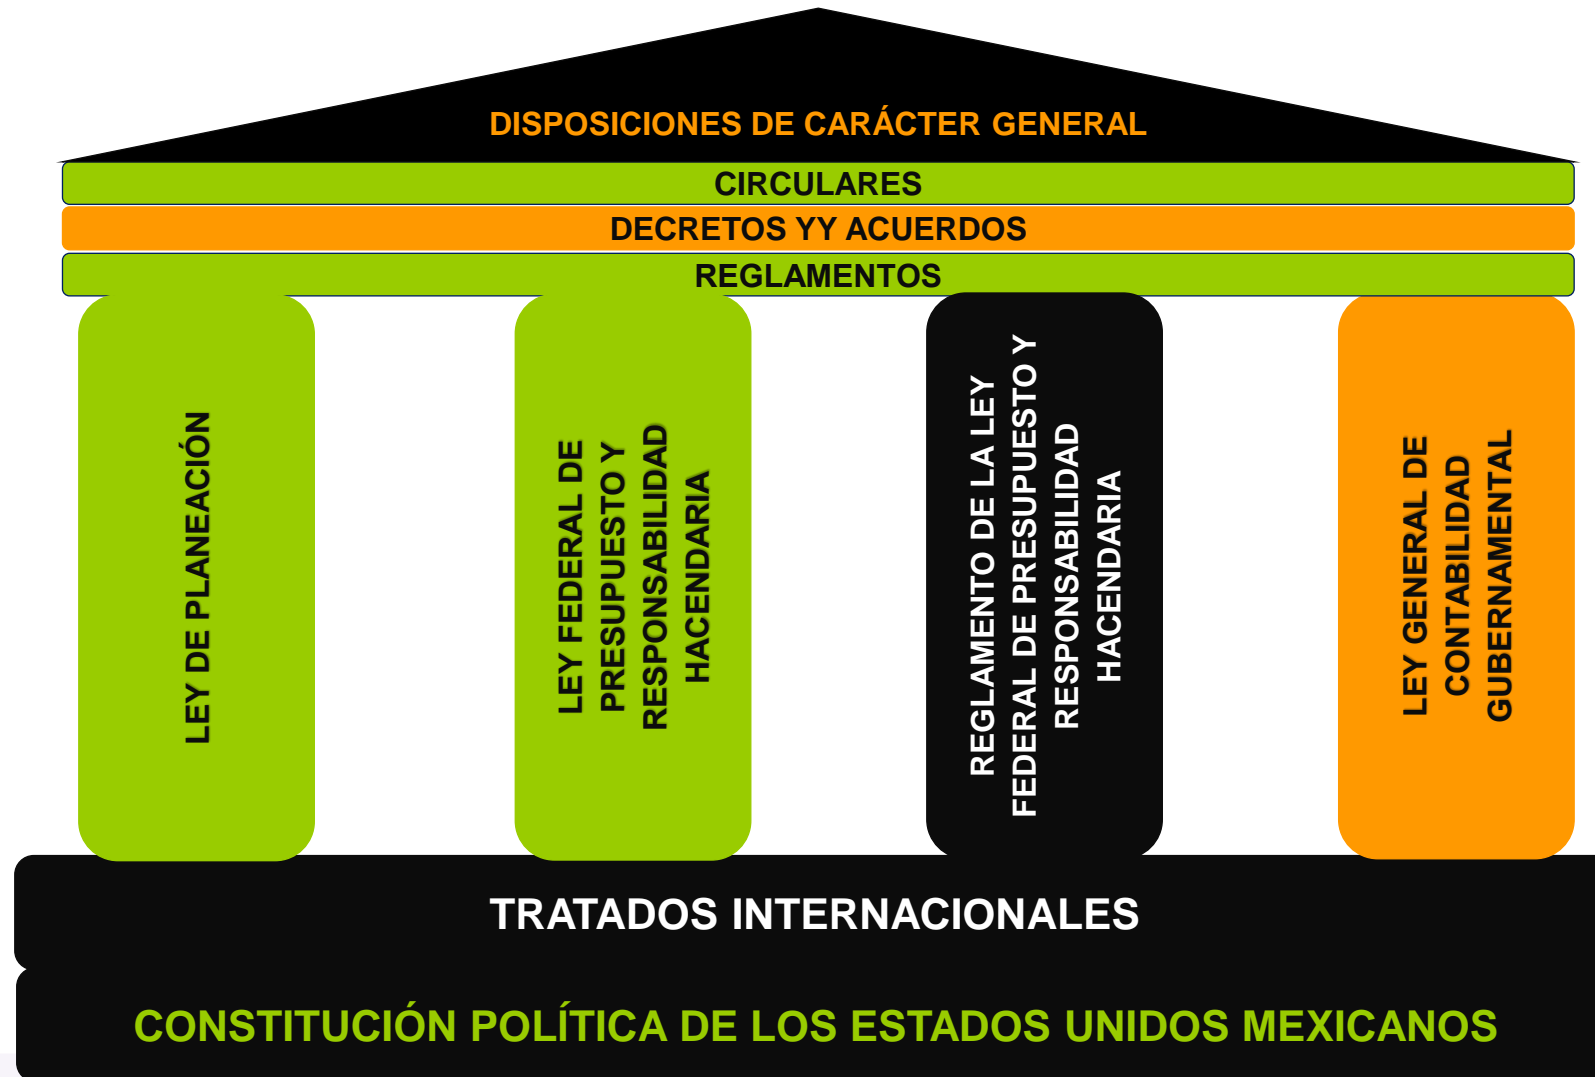 DISPOSICIONES DE CARÁCTER GENERAL
CIRCULARES
DECRETOS YY ACUERDOS
REGLAMENTOS
LEY DE PLANEACIÓN
LEY FEDERAL DE
PRESUPUESTO Y
RESPONSABILIDAD
HACENDARIA
REGLAMENTO DE LA LEY
FEDERAL DE PRESUPUESTO Y
RESPONSABILIDAD
HACENDARIA
LEY GENERAL DE
CONTABILIDAD
GUBERNAMENTAL
TRATADOS INTERNACIONALES
CONSTITUCIÓN POLÍTICA DE LOS ESTADOS UNIDOS MEXICANOS